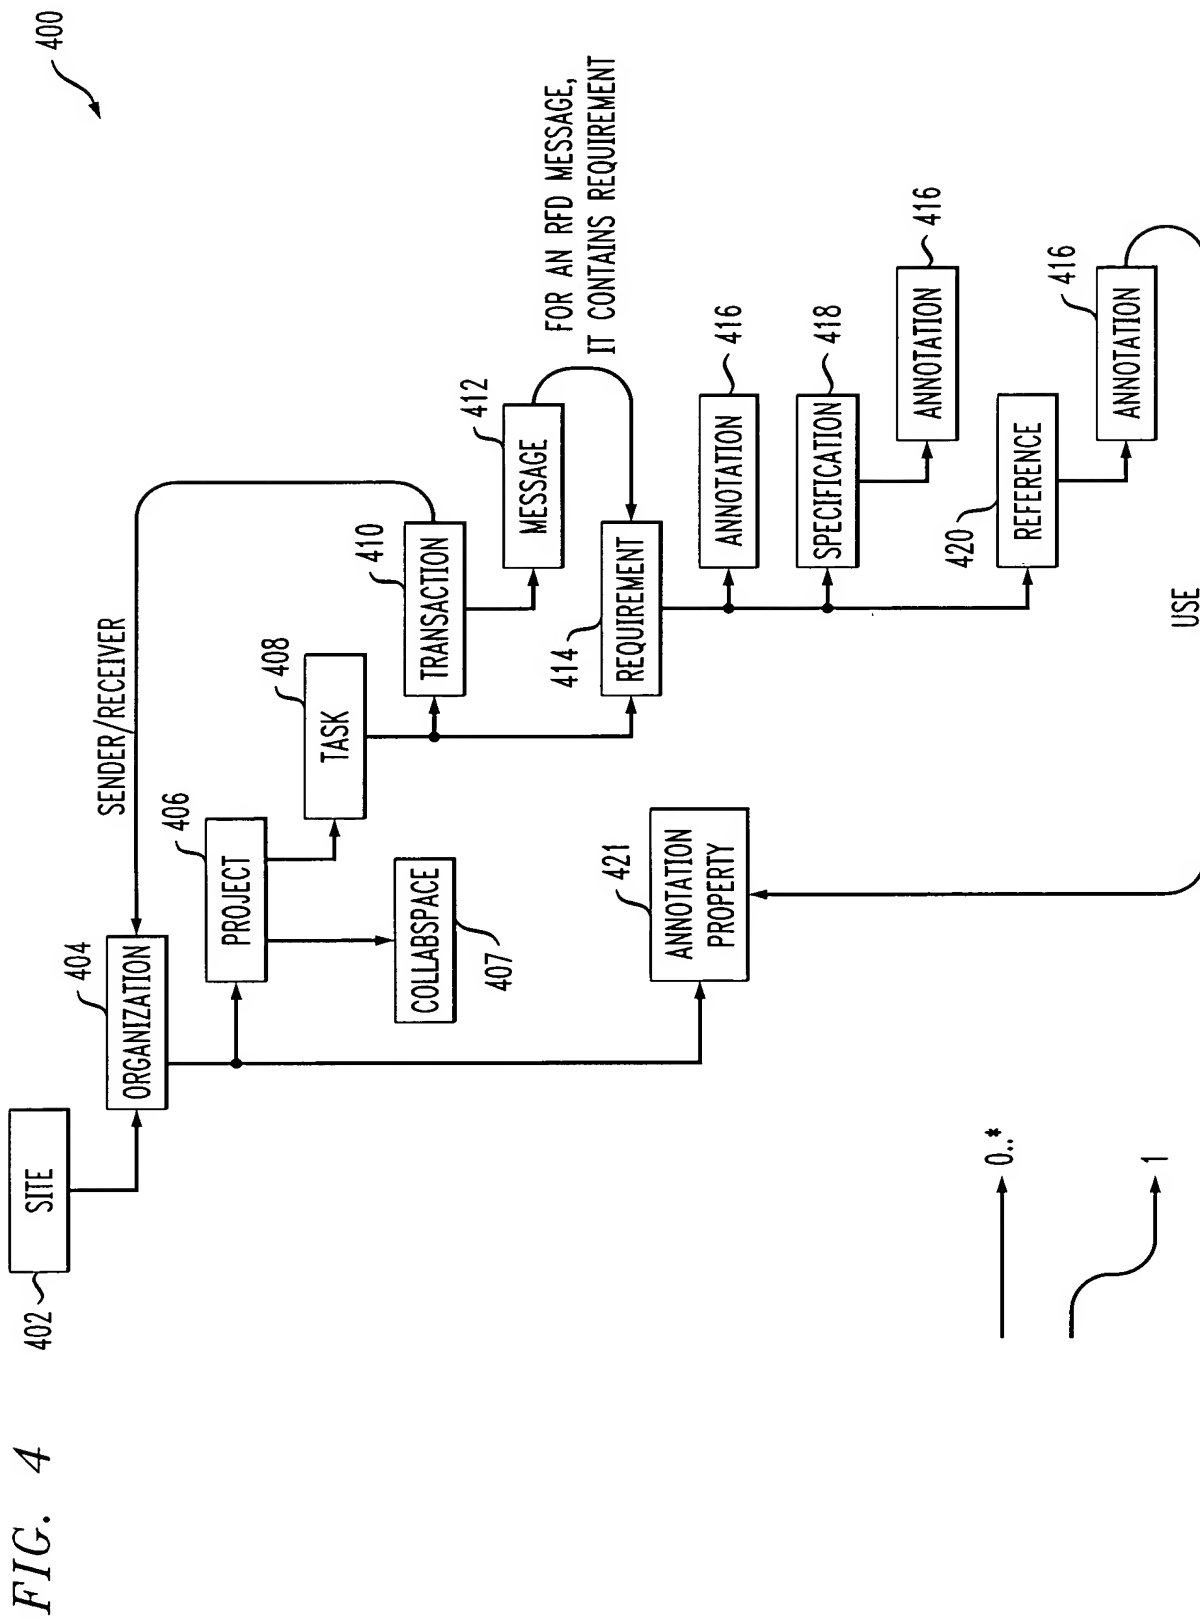 FIG. 4
400
402
SITE
404
ORGANIZATION
SENDER/RECEIVER
406
PROJECT
408
TASK
COLLABSPACE
407
410
TRANSACTION
412
MESSAGE
FOR AN RFD MESSAGE,
IT CONTAINS REQUIREMENT
414
REQUIREMENT
421
ANNOTATION
PROPERTY
ANNOTATION
416
SPECIFICATION
418
ANNOTATION
416
420
REFERENCE
416
ANNOTATION
USE
0..*
1